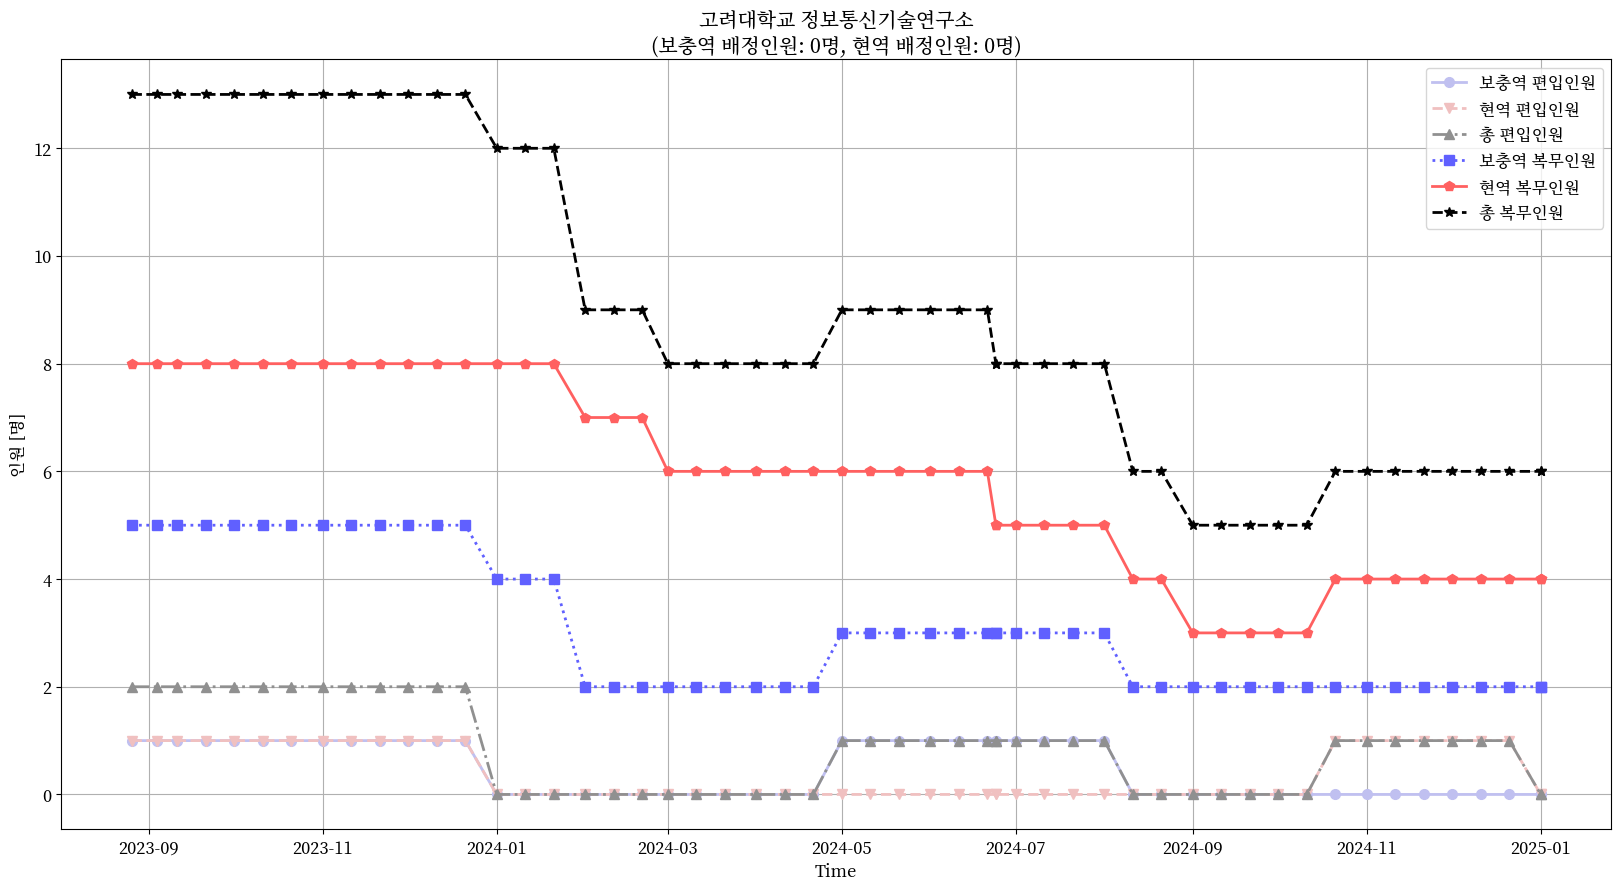 고려대학교 정보통신기술연구소
(보충역 배정인원: 0명, 현역 배정인원: 0명)
보충역 편입인원
현역 편입인원
총 편입인원
보충역 복무인원
현역 복무인원
총 복무인원
인원 [명]
12
10
8
6
4
2
0
2023-09
2023-11
2024-01
2024-03
2024-05
2024-07
2024-09
2024-11
2025-01
Time